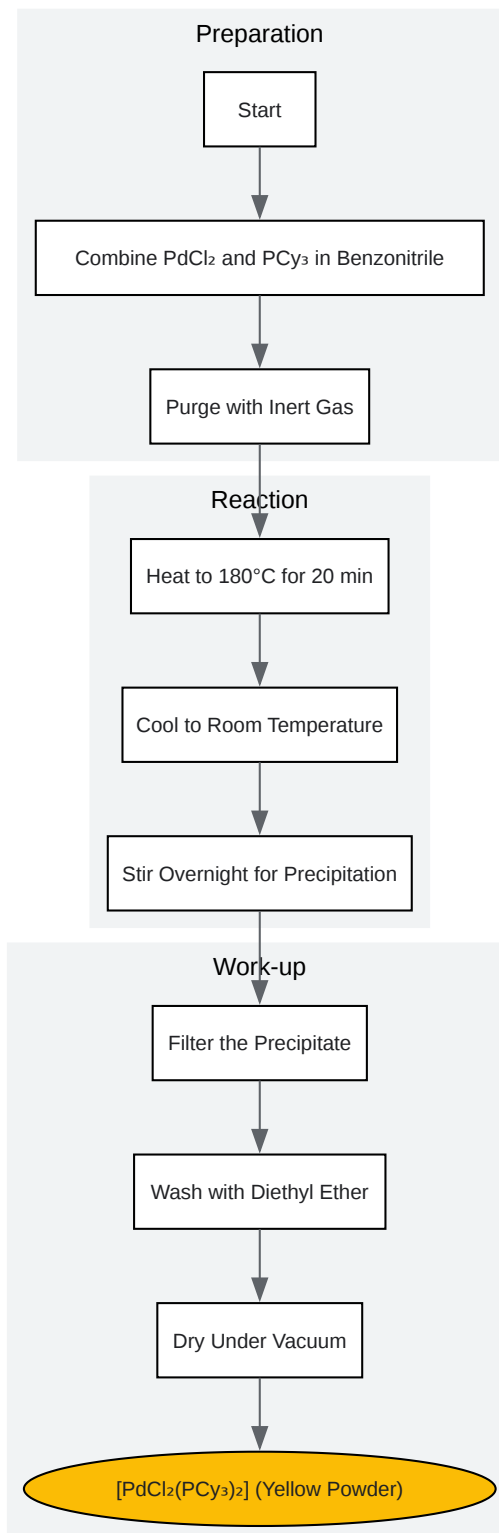 Preparation
Start
Combine PdCl₂ and PCy₃ in Benzonitrile
Purge with Inert Gas
Reaction
Heat to 180°C for 20 min
Cool to Room Temperature
Stir Overnight for Precipitation
Work-up
Filter the Precipitate
Wash with Diethyl Ether
Dry Under Vacuum
[PdCl₂(PCy₃)₂] (Yellow Powder)